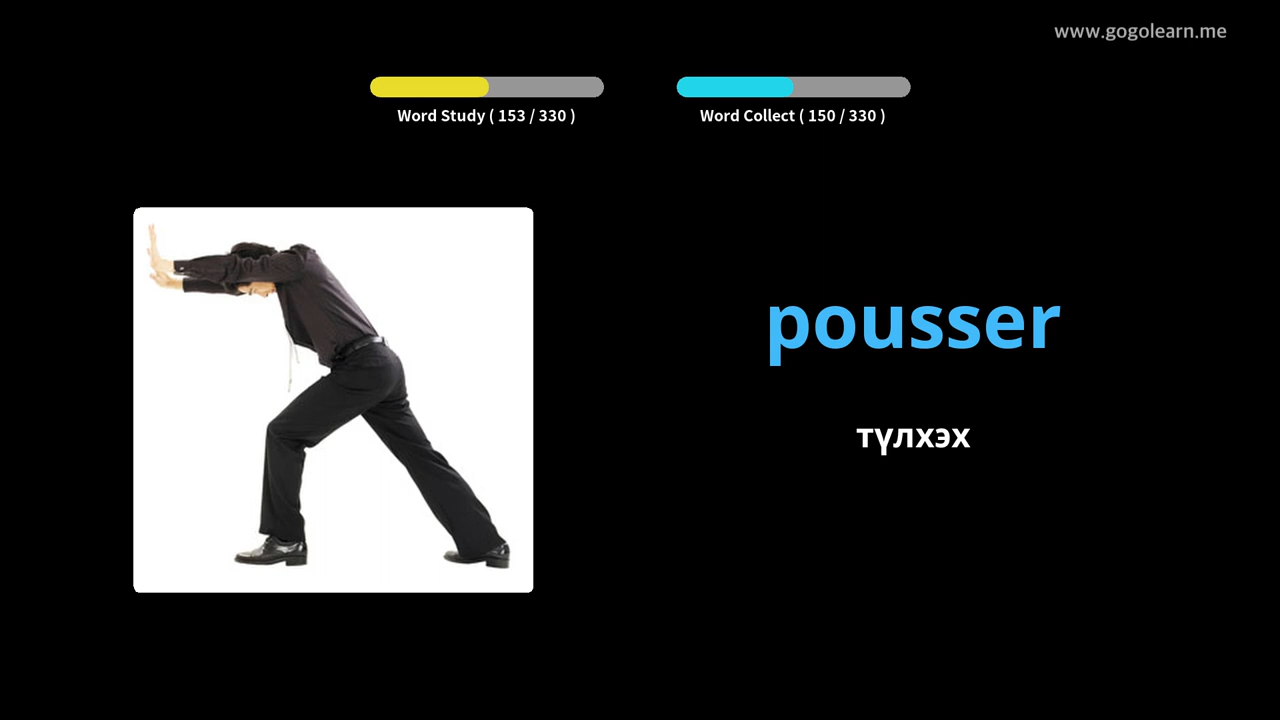 www.gogolearn.me
Word Study ( 153 / 330 )
Word Collect ( 150 / 330 )
pousser
түлхэх